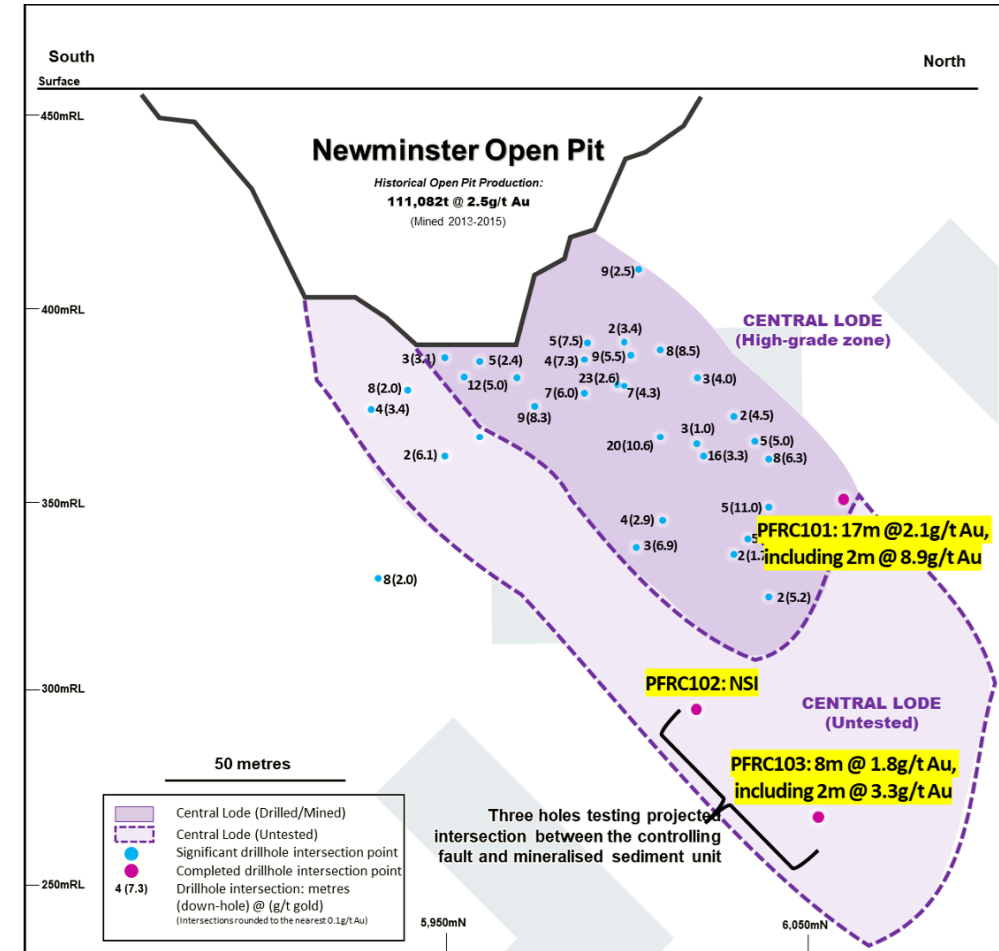 South
North
Surface
450mRL
Newminster Open Pit
Historical Open Pit Production:
111,082t @ 2.5g/t Au
(Mined 2013-2015)
9(2.5)
400mRL
CENTRAL LODE
(High-grade zone)
2(3.4)
5(7.5)
8(8.5)
3(3.1)
5(2.4)
4(7.3)
9(5.5)
12(5.0)
23(2.6)
3(4.0)
8(2.0)
7(6.0)
7(4.3)
4(3.4)
9(8.3)
2(4.5)
3(1.0)
20(10.6)
5(5.0)
2(6.1)
16(3.3)
8(6.3)
350mRL
5(11.0)
4(2.9)
PFRC101: 17m @2.1g/t Au,
including 2m @ 8.9g/t Au
5
3(6.9)
2(1.7
8(2.0)
2(5.2)
300mRL
PFRC102: NSI
CENTRAL LODE
(Untested)
PFRC103: 8m @ 1.8g/t Au,
including 2m @ 3.3g/t Au
50 metres
Three holes testing projected
intersection between the controlling
fault and mineralised sediment unit
Central Lode (Drilled/Mined)
Central Lode (Untested)
Significant drillhole intersection point
Completed drillhole intersection point
4 (7.3) Drillhole intersection: metres
(down-hole) @ (g/t gold)
(Intersections rounded to the nearest 0.1g/t Au)
250mRL
5,950mN
6,050mN